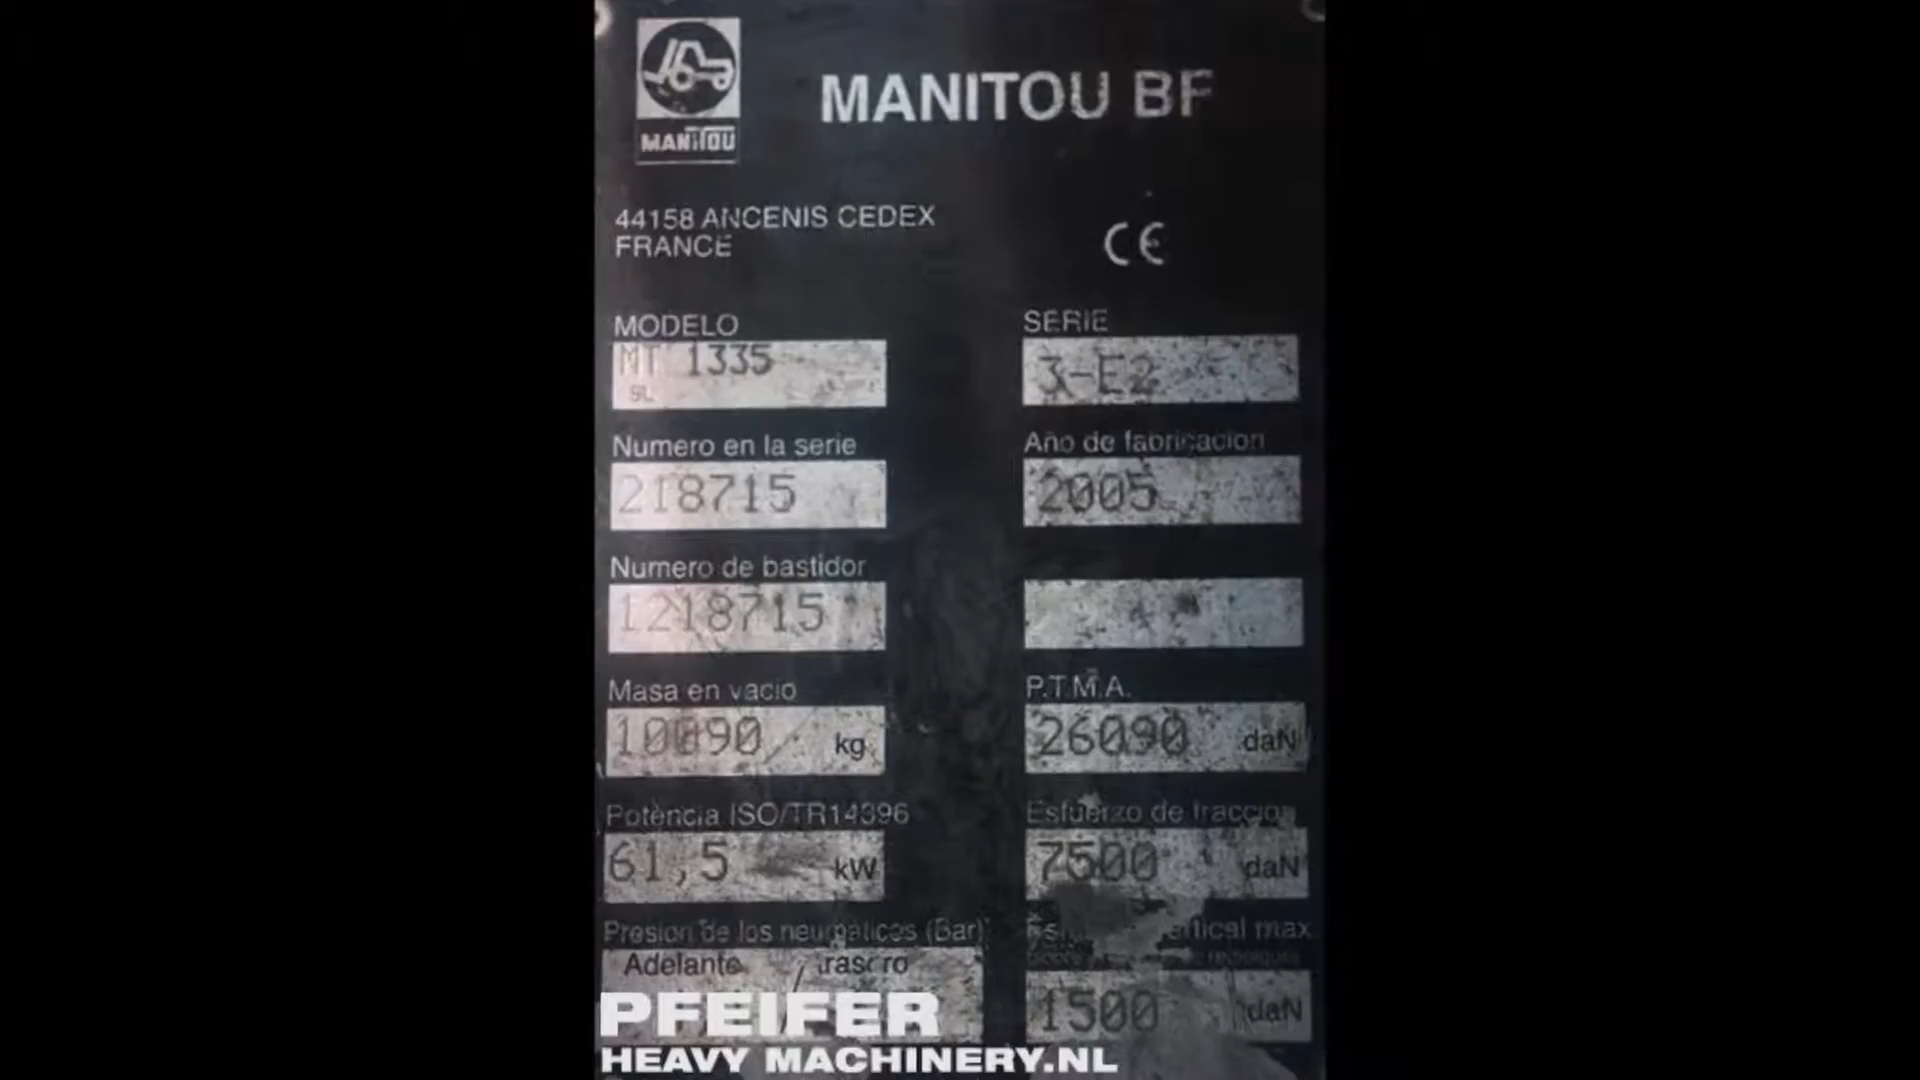 MANITOU
MANITOU BF
44158 ANCENIS CEDEX
FRANCE
CE
MODELO
MT 1335
SL
SERIE
3-E2
Numero en la serie
218715
Año de fabricacion
2005
Numero de bastidor
1218715
Masa en vacio
10090 kg
P.T.M.A.
26090 daN
Potencia ISO/TR14396
61,5 kW
Esfuerzo de traccion
7500 daN
Presion de los neumaticos (Bar)
Adelante /
vertical max
1500 daN
PFEIFER
HEAVY MACHINERY.NL